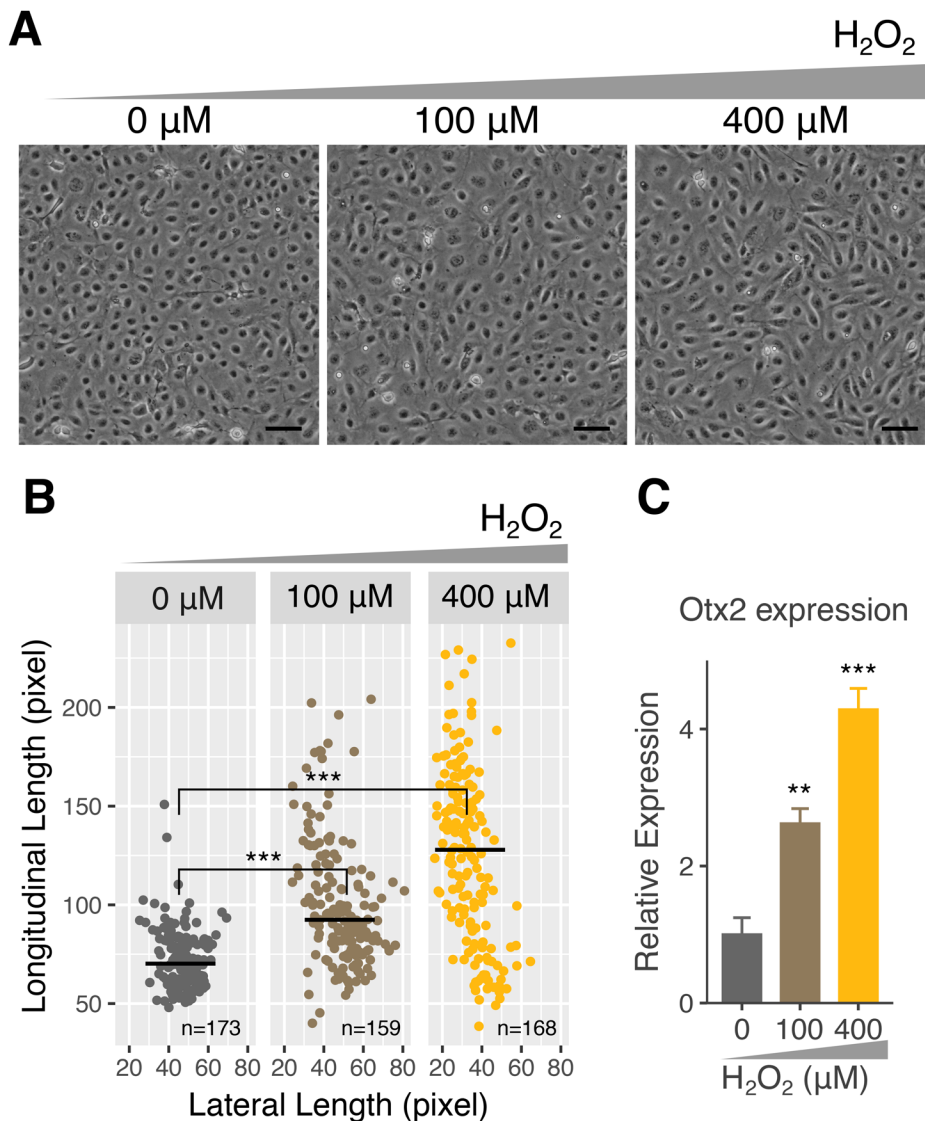 A
H₂O₂
0 μM 100 μM 400 μM
B
H₂O₂
0 μM 100 μM 400 μM
Longitudinal Length (pixel)
200
150
100
50
***
***
n=173 n=159 n=168
20 40 60 80 20 40 60 80 20 40 60 80
Lateral Length (pixel)
C
Otx2 expression
Relative Expression
4
2
0
** ***
0 100 400
H₂O₂ (μM)